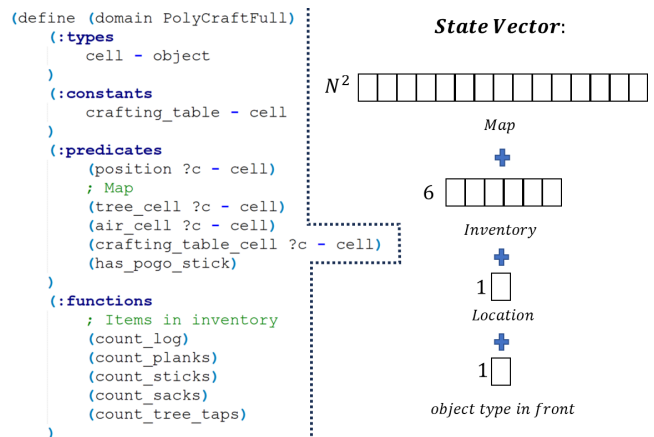 (define (domain PolyCraftFull)
(:types
cell - object
)
(:constants
crafting_table - cell
)
(:predicates
(position ?c - cell)
; Map
(tree_cell ?c - cell)
(air_cell ?c - cell)
(crafting_table_cell ?c - cell)
(has_pogo_stick)
)
(:functions
; Items in inventory
(count_log)
(count_planks)
(count_sticks)
(count_sacks)
(count_tree_taps)
)
State Vector:
N²
Map
6
Inventory
1
Location
1
object type in front